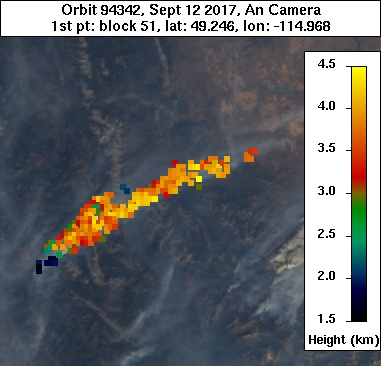 Orbit 94342, Sept 12 2017, An Camera
1st pt: block 51, lat: 49.246, lon: -114.968
4.5
4.0
3.5
3.0
2.5
2.0
1.5
Height (km)